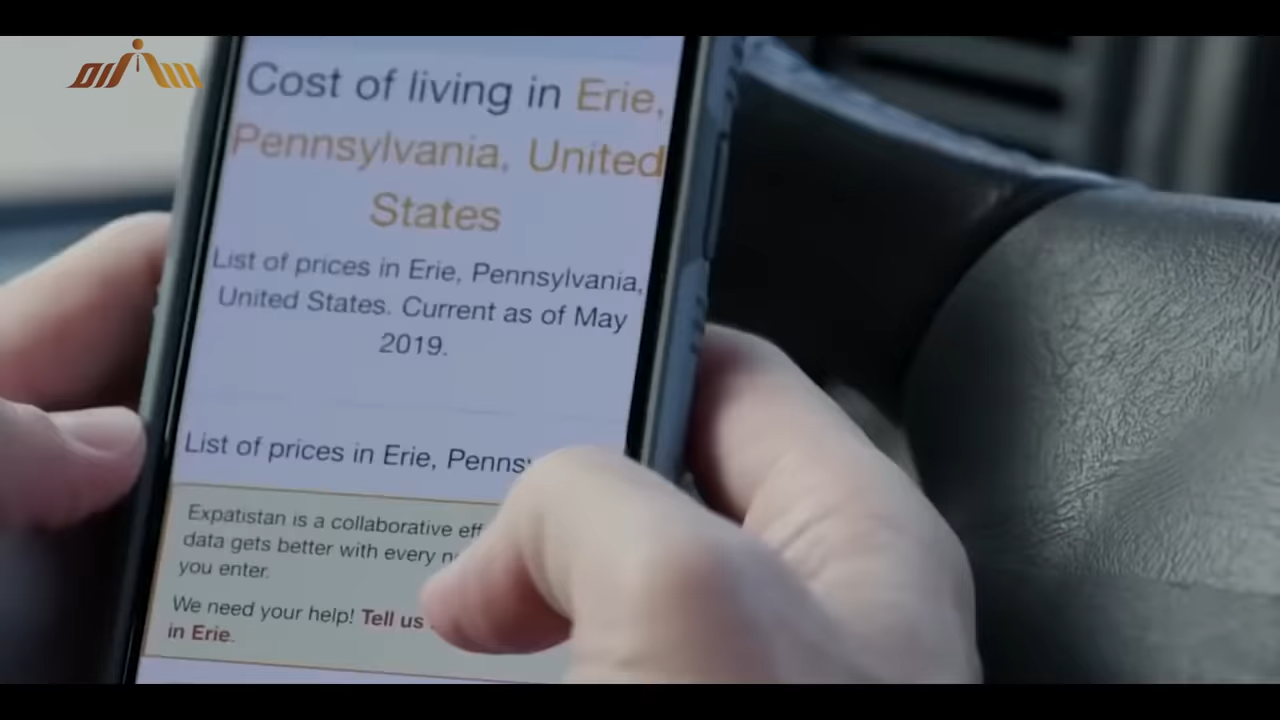 Cost of living in Erie,
Pennsylvania, United
States
List of prices in Erie, Pennsylvania,
United States. Current as of May
2019.
List of prices in Erie,
Expatistan is a collaborative
data gets better with every
you enter.
We need your help! Tell us
in Erie.